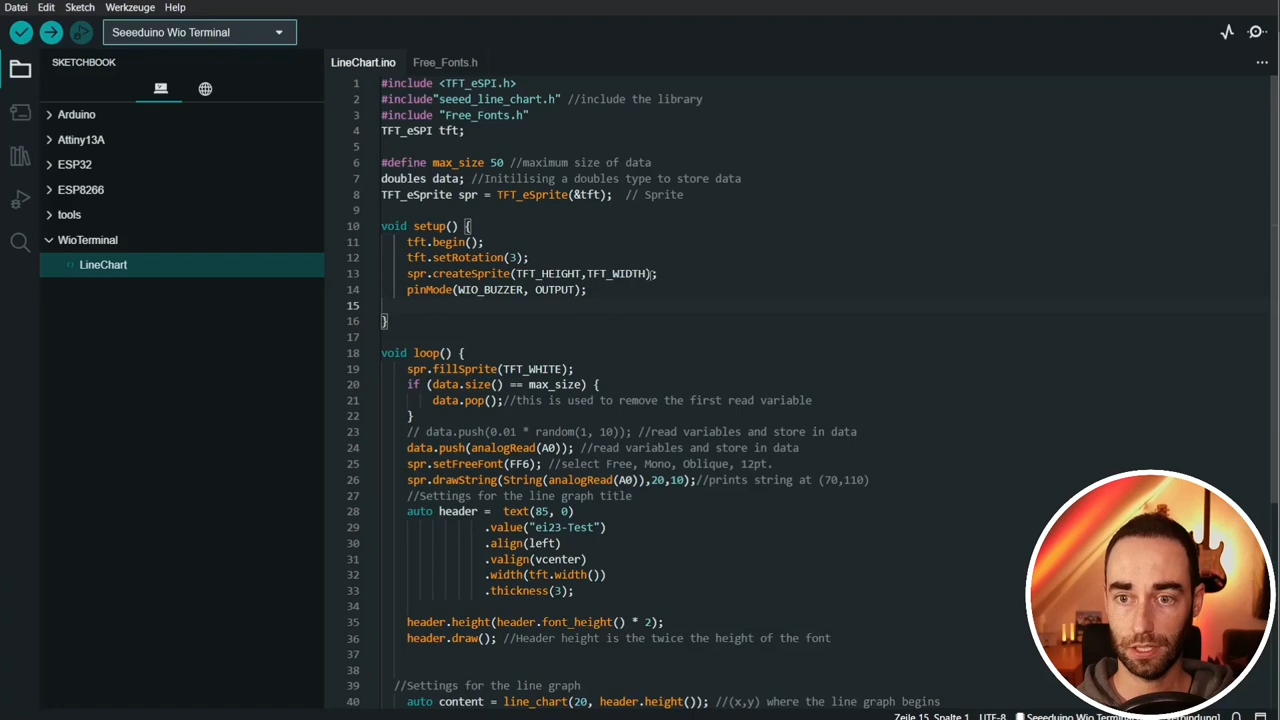 Datei Edit Sketch Werkzeuge Help
Seeeduino Wio Terminal
SKETCHBOOK
Arduino
Attiny13A
ESP32
ESP8266
tools
WioTerminal
LineChart
LineChart.ino Free_Fonts.h
1 #include <TFT_eSPI.h>
2 #include"seeed_line_chart.h" //include the library
3 #include "Free_Fonts.h"
4 TFT_eSPI tft;
5
6 #define max_size 50 //maximum size of data
7 doubles data; //Initilising a doubles type to store data
8 TFT_eSprite spr = TFT_eSprite(&tft);  // Sprite
9
10 void setup() {
11 tft.begin();
12 tft.setRotation(3);
13 spr.createSprite(TFT_HEIGHT,TFT_WIDTH);
14 pinMode(WIO_BUZZER, OUTPUT);
15
16 }
17
18 void loop() {
19 spr.fillSprite(TFT_WHITE);
20 if (data.size() == max_size) {
21 data.pop();//this is used to remove the first read variable
22 }
23 // data.push(0.01 * random(1, 10)); //read variables and store in data
24 data.push(analogRead(A0)); //read variables and store in data
25 spr.setFreeFont(FF6); //select Free, Mono, Oblique, 12pt.
26 spr.drawString(String(analogRead(A0)),20,10);//prints string at (70,110)
27 //Settings for the line graph title
28 auto header =  text(85, 0)
29 .value("ei23-Test")
30 .align(left)
31 .valign(vcenter)
32 .width(tft.width())
33 .thickness(3);
34
35 header.height(header.font_height() * 2);
36 header.draw(); //Header height is the twice the height of the font
37
38
39 //Settings for the line graph
40 auto content = line_chart(20, header.height()); //(x,y) where the line graph begins
Zeile 15, Spalte 1 UTF-8 Seeeduino Wio Terminal